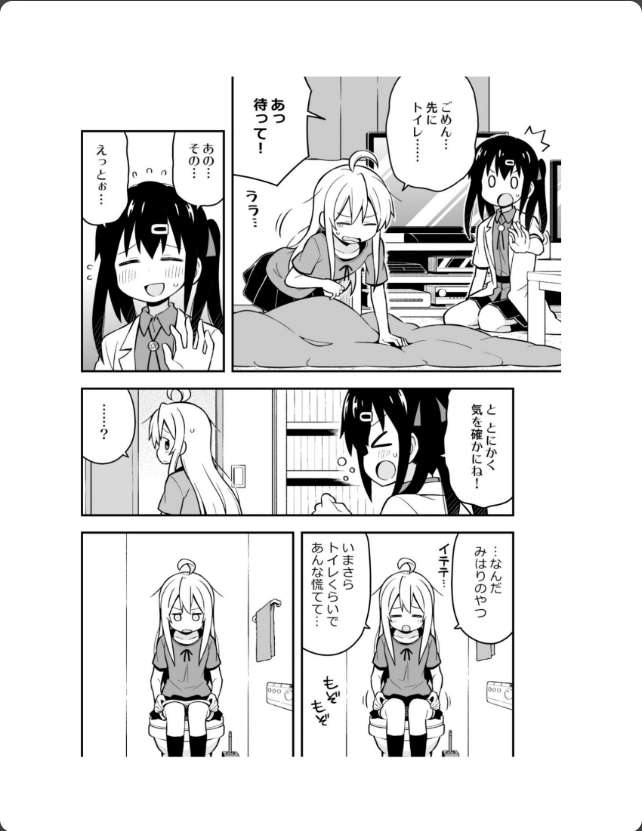 ごめん…
先に
トイレ……
あっ
待って！
うう…
あの…
その…
えっとぉ…
と とにかく
気を確かにね！
……？
…なんだ
みはりのやつ
イテテ…
いまさら
トイレくらいで
あんな慌てて…
もぞ
もぞ